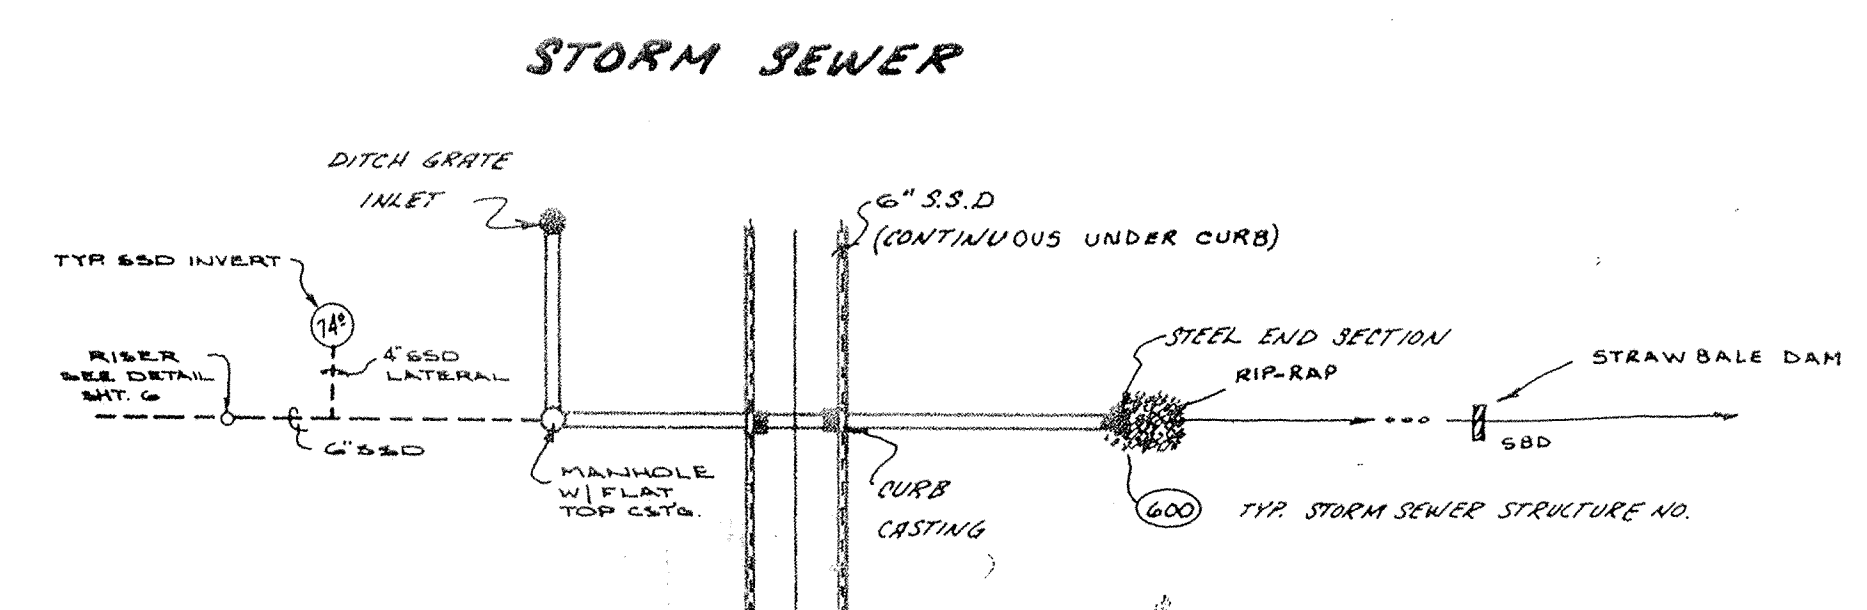 STORM SEWER
DITCH GRATE
INLET
6" S.S.D
(CONTINUOUS UNDER CURB)
TYP. SSD INVERT
74º
RISER
SEE DETAIL
SHT. 6
4" SSD
LATERAL
6" SSD
MANHOLE
W/ FLAT
TOP CSTG.
CURB
CASTING
STEEL END SECTION
RIP-RAP
STRAW BALE DAM
SBD
600
TYP. STORM SEWER STRUCTURE NO.